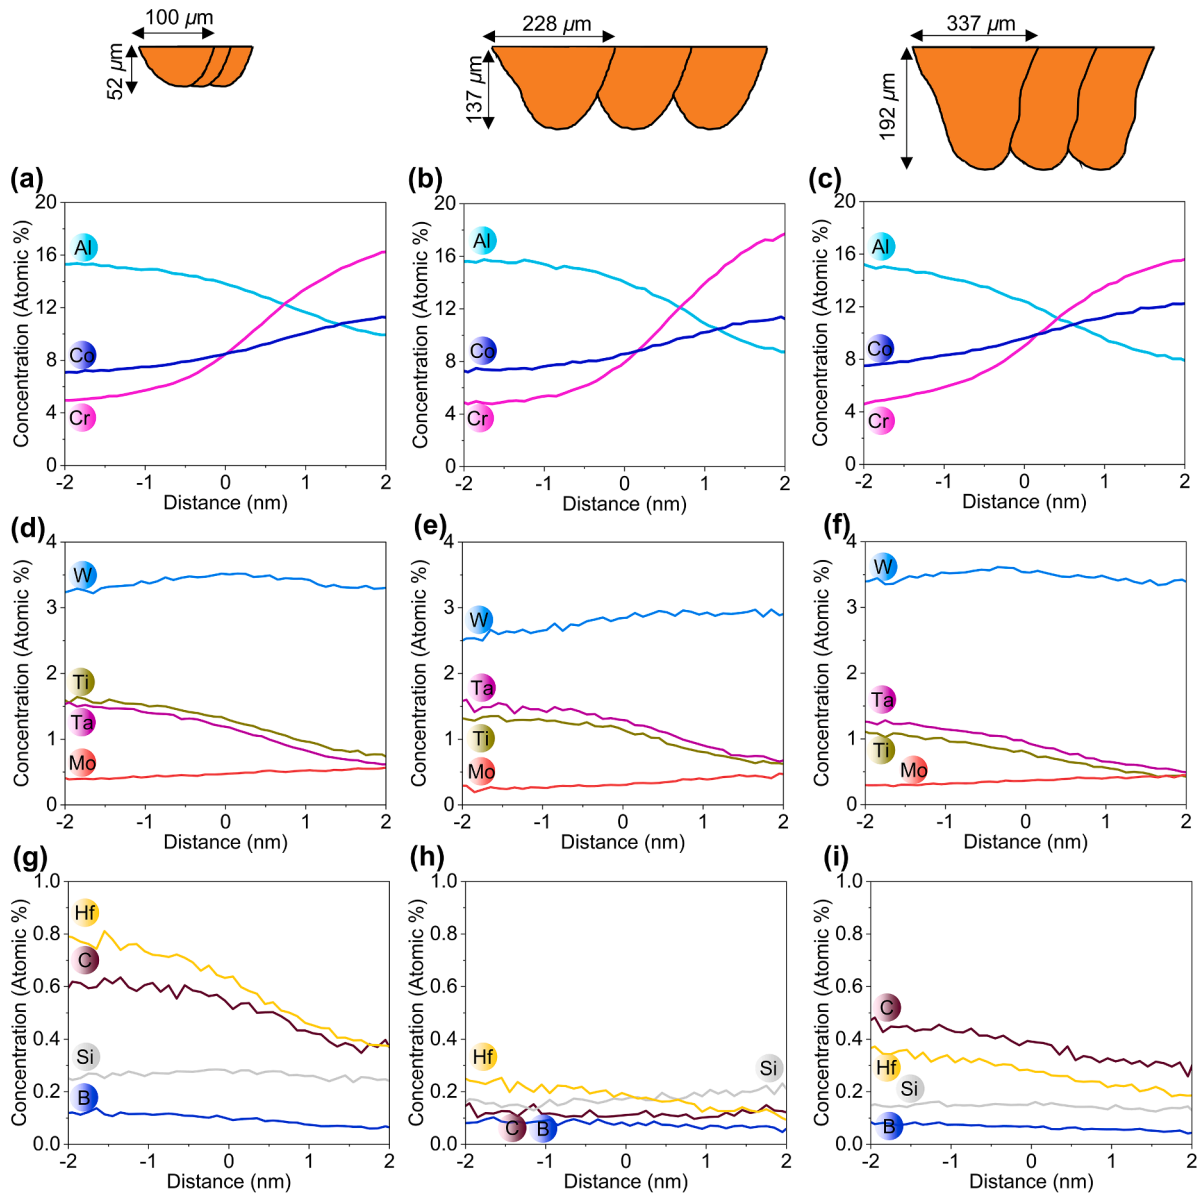 100 µm
52 µm
228 µm
137 µm
337 µm
192 µm
(a)
Concentration (Atomic %)
20
16
12
8
4
0
Al
Co
Cr
-2 -1 0 1 2
Distance (nm)
(b)
Concentration (Atomic %)
20
16
12
8
4
0
Al
Co
Cr
-2 -1 0 1 2
Distance (nm)
(c)
Concentration (Atomic %)
20
16
12
8
4
0
Al
Co
Cr
-2 -1 0 1 2
Distance (nm)
(d)
Concentration (Atomic %)
4
3
2
1
0
W
Ti
Ta
Mo
-2 -1 0 1 2
Distance (nm)
(e)
Concentration (Atomic %)
4
3
2
1
0
W
Ta
Ti
Mo
-2 -1 0 1 2
Distance (nm)
(f)
Concentration (Atomic %)
4
3
2
1
0
W
Ta
Ti
Mo
-2 -1 0 1 2
Distance (nm)
(g)
Concentration (Atomic %)
1.0
0.8
0.6
0.4
0.2
0.0
Hf
C
Si
B
-2 -1 0 1 2
Distance (nm)
(h)
Concentration (Atomic %)
1.0
0.8
0.6
0.4
0.2
0.0
Hf
Si
C B
-2 -1 0 1 2
Distance (nm)
(i)
Concentration (Atomic %)
1.0
0.8
0.6
0.4
0.2
0.0
C
Hf
Si
B
-2 -1 0 1 2
Distance (nm)